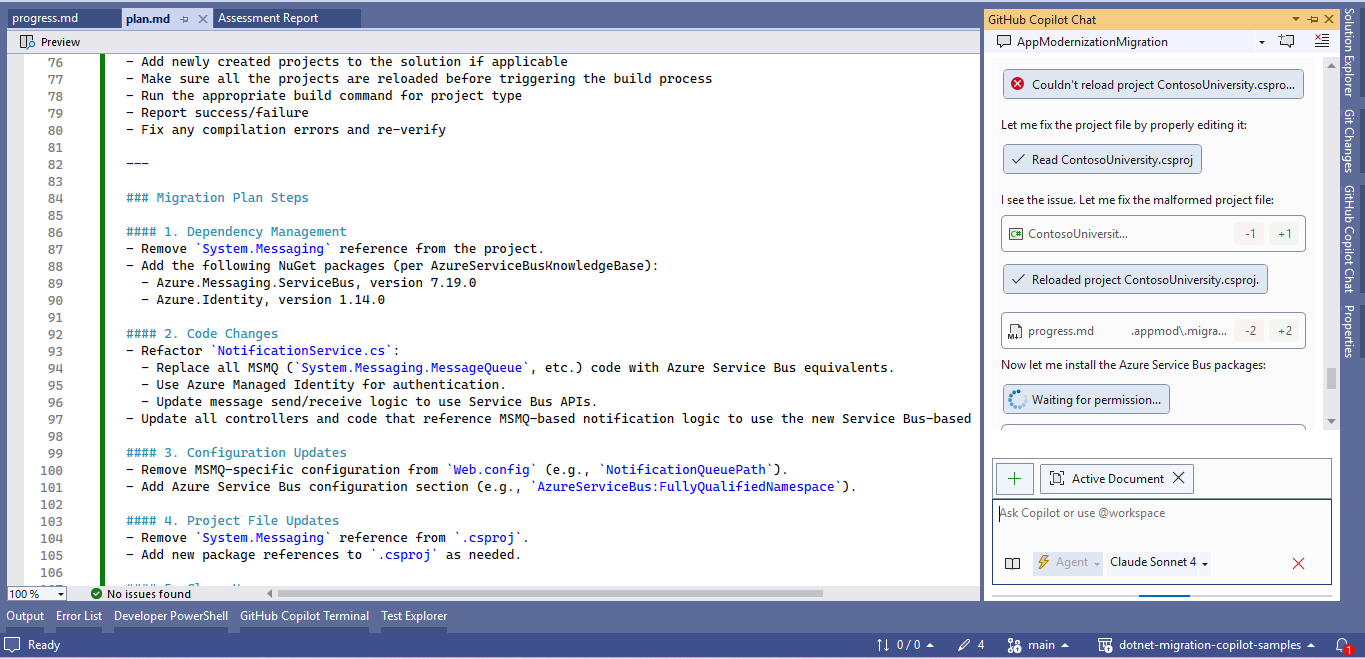 progress.md
plan.md
Assessment Report
Preview
76 - Add newly created projects to the solution if applicable
77 - Make sure all the projects are reloaded before triggering the build process
78 - Run the appropriate build command for project type
79 - Report success/failure
80 - Fix any compilation errors and re-verify
81
82 ---
83
84 ### Migration Plan Steps
85
86 #### 1. Dependency Management
87 - Remove `System.Messaging` reference from the project.
88 - Add the following NuGet packages (per AzureServiceBusKnowledgeBase):
89 - Azure.Messaging.ServiceBus, version 7.19.0
90 - Azure.Identity, version 1.14.0
91
92 #### 2. Code Changes
93 - Refactor `NotificationService.cs`:
94 - Replace all MSMQ (`System.Messaging.MessageQueue`, etc.) code with Azure Service Bus equivalents.
95 - Use Azure Managed Identity for authentication.
96 - Update message send/receive logic to use Service Bus APIs.
97 - Update all controllers and code that reference MSMQ-based notification logic to use the new Service Bus-based
98
99 #### 3. Configuration Updates
100 - Remove MSMQ-specific configuration from `Web.config` (e.g., `NotificationQueuePath`).
101 - Add Azure Service Bus configuration section (e.g., `AzureServiceBus:FullyQualifiedNamespace`).
102
103 #### 4. Project File Updates
104 - Remove `System.Messaging` reference from `.csproj`.
105 - Add new package references to `.csproj` as needed.
106
100 %
No issues found
GitHub Copilot Chat
AppModernizationMigration
Couldn't reload project ContosoUniversity.cspro...
Let me fix the project file by properly editing it:
Read ContosoUniversity.csproj
I see the issue. Let me fix the malformed project file:
C# ContosoUniversit... -1 +1
Reloaded project ContosoUniversity.csproj.
M↓ progress.md .appmod\.migra... -2 +2
Now let me install the Azure Service Bus packages:
Waiting for permission...
Active Document
Ask Copilot or use @workspace
Agent
Claude Sonnet 4
Solution Explorer
Git Changes
GitHub Copilot Chat
Properties
Output
Error List
Developer PowerShell
GitHub Copilot Terminal
Test Explorer
Ready
0 / 0
4
main
dotnet-migration-copilot-samples
1